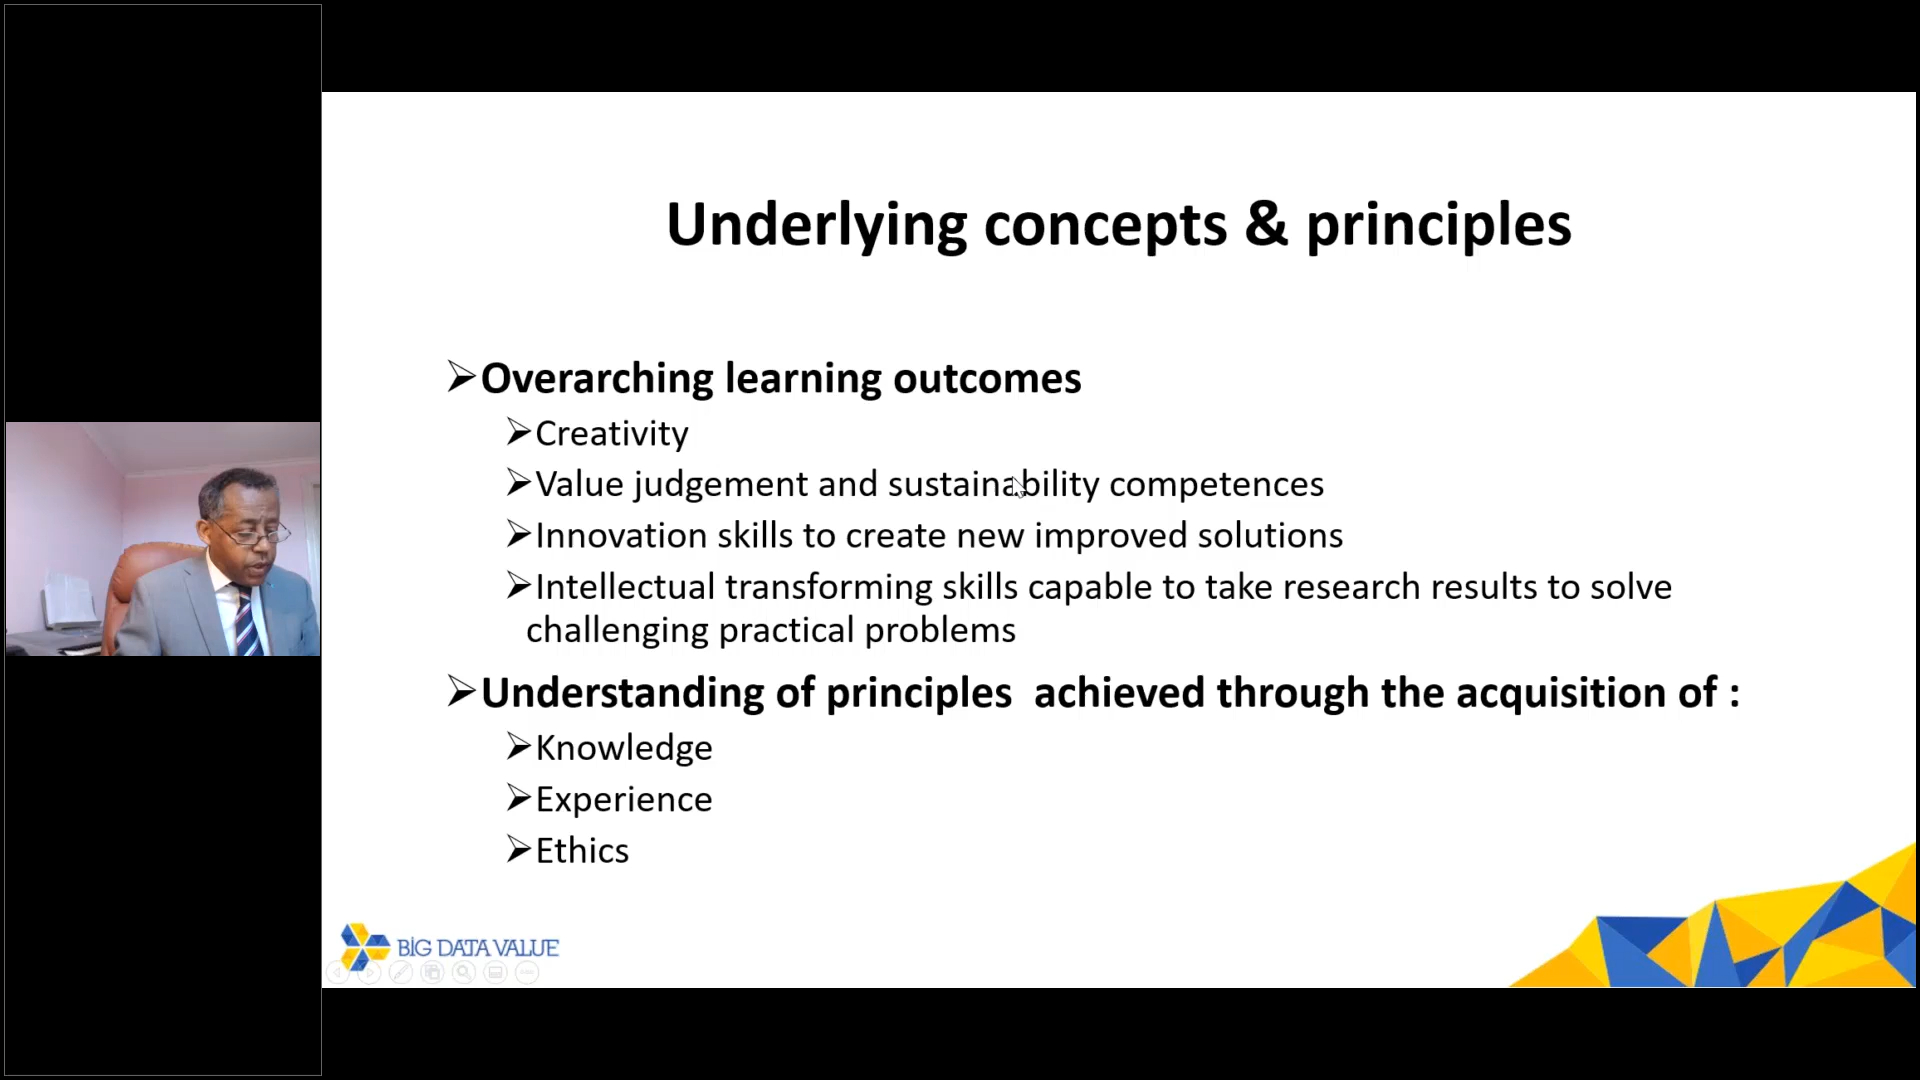 Underlying concepts & principles
➢Overarching learning outcomes
➢Creativity
➢Value judgement and sustainability competences
➢Innovation skills to create new improved solutions
➢Intellectual transforming skills capable to take research results to solve
challenging practical problems
➢Understanding of principles  achieved through the acquisition of :
➢Knowledge
➢Experience
➢Ethics
BIG DATA VALUE